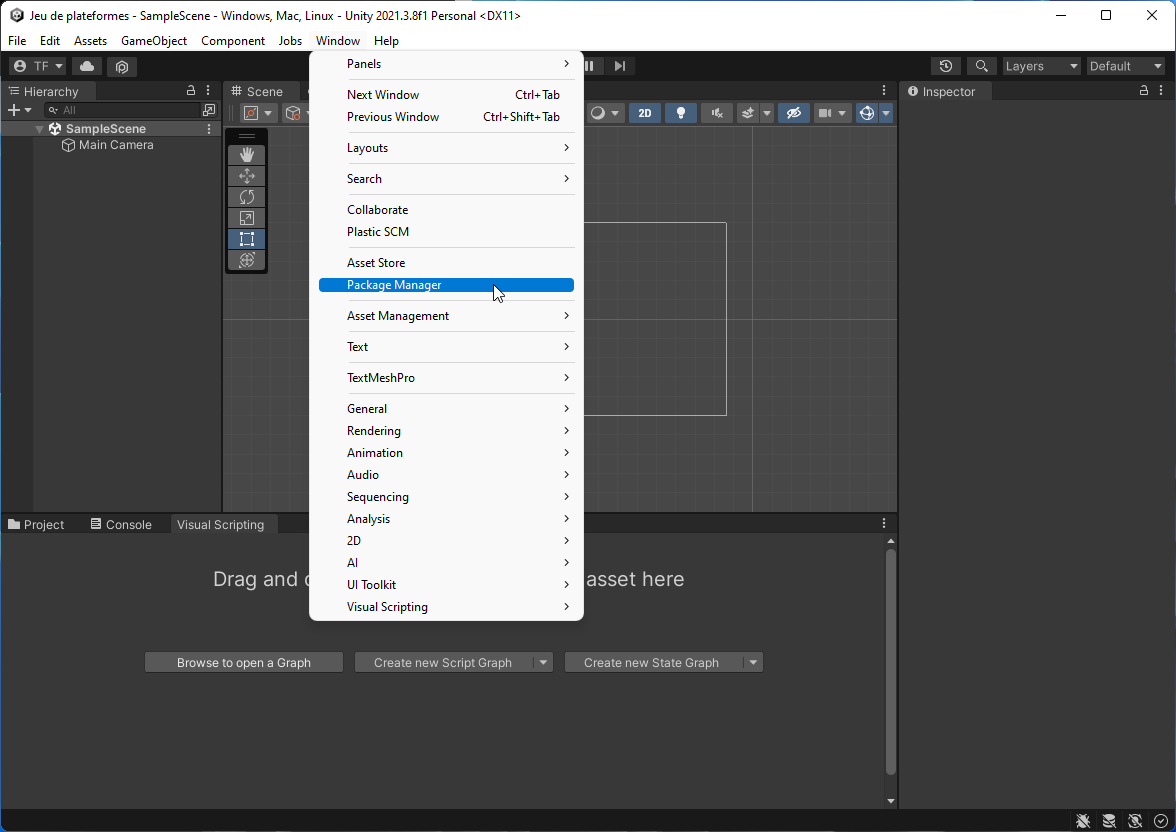 Jeu de plateformes - SampleScene - Windows, Mac, Linux - Unity 2021.3.8f1 Personal <DX11>
File Edit Assets GameObject Component Jobs Window Help
TF Layers Default
Hierarchy
All
SampleScene
Main Camera
Scene
2D
Inspector
Panels
Next Window Ctrl+Tab
Previous Window Ctrl+Shift+Tab
Layouts
Search
Collaborate
Plastic SCM
Asset Store
Package Manager
Asset Management
Text
TextMeshPro
General
Rendering
Animation
Audio
Sequencing
Analysis
2D
AI
UI Toolkit
Visual Scripting
Project Console Visual Scripting
Drag and asset here
Browse to open a Graph Create new Script Graph Create new State Graph